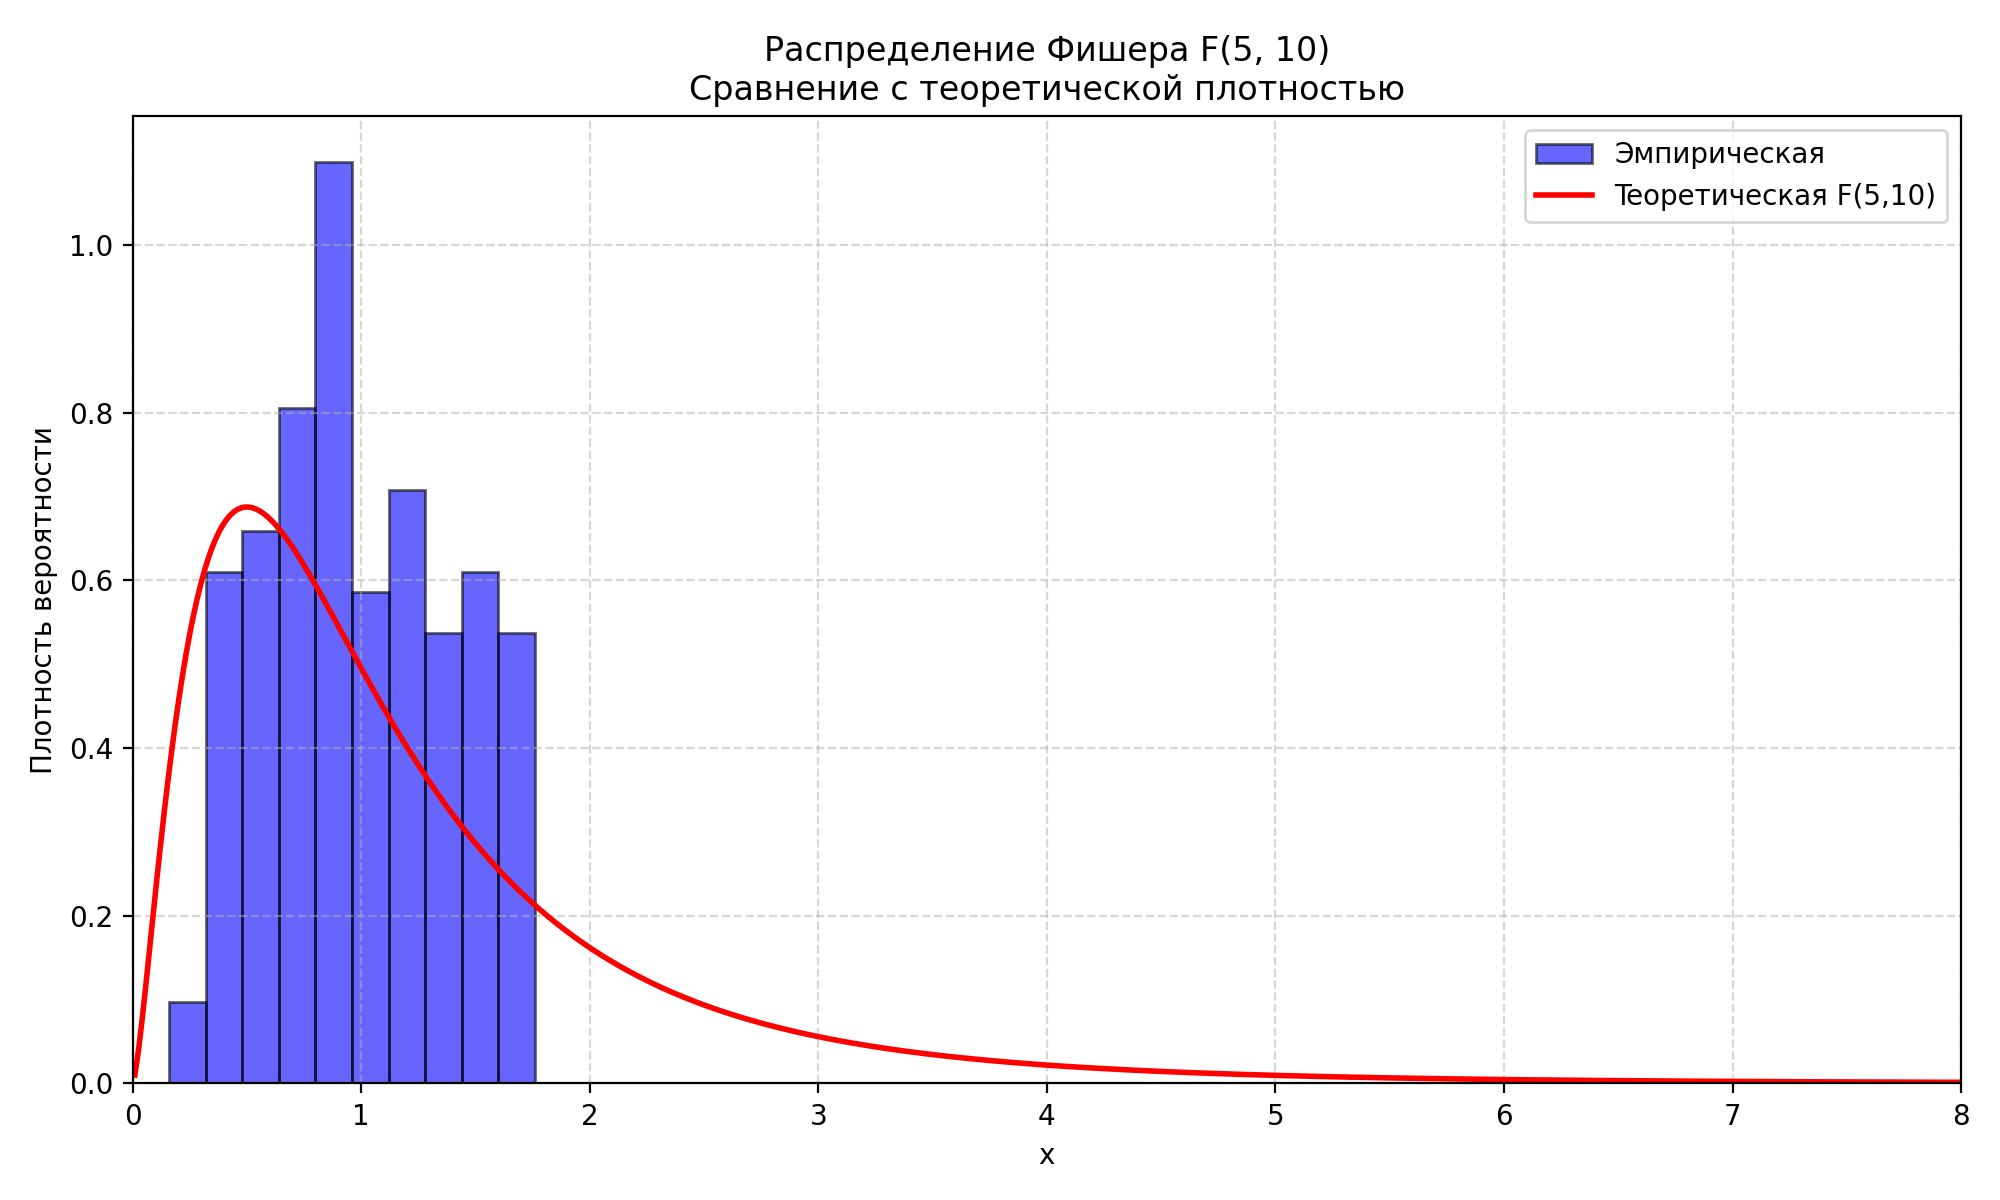 Распределение Фишера F(5, 10)
Сравнение с теоретической плотностью
Эмпирическая
Теоретическая F(5,10)
Плотность вероятности
1.0
0.8
0.6
0.4
0.2
0.0
0 1 2 3 4 5 6 7 8
x